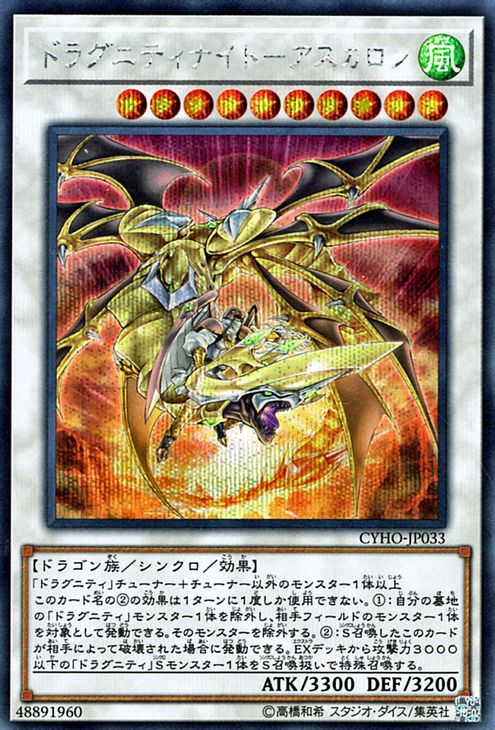 ドラグニティナイト－アスカロン
嵐
CYHO-JP033
【ドラゴン族／シンクロ／効果】
「ドラグニティ」チューナー＋チューナー以外のモンスター１体以上
このカード名の②の効果は１ターンに１度しか使用できない。①：自分の墓地
の「ドラグニティ」モンスター１体を除外し、相手フィールドのモンスター１体
を対象として発動できる。そのモンスターを除外する。②：Ｓ召喚したこのカード
が相手によって破壊された場合に発動できる。EXデッキから攻撃力３０００
以下の「ドラグニティ」Ｓモンスター１体をＳ召喚扱いで特殊召喚する。
ATK/3300 DEF/3200
48891960 ©高橋和希 スタジオ・ダイス/集英社